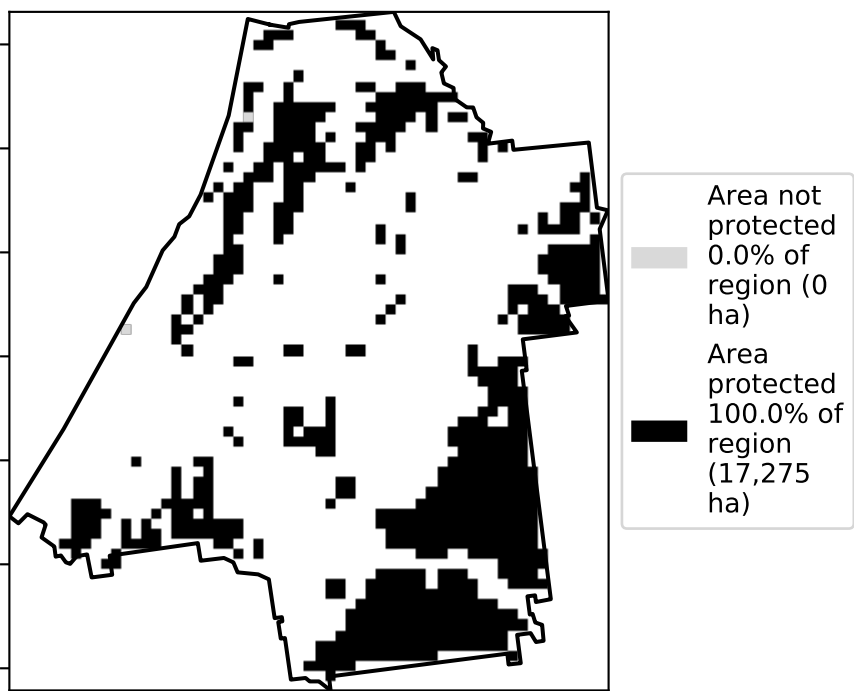 Area not
protected
0.0% of
region (0
ha)
Area
protected
100.0% of
region
(17,275
ha)